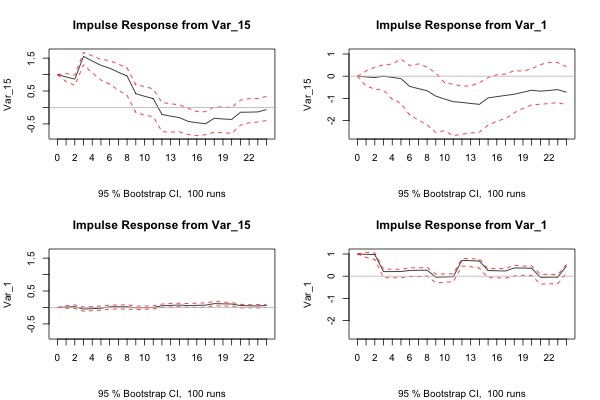 Impulse Response from Var_15
Var_15
1.5
0.5
-0.5
0 2 4 6 8 10 13 16 19 22
95 % Bootstrap CI, 100 runs
Impulse Response from Var_1
Var_15
1
0
-1
-2
0 2 4 6 8 10 13 16 19 22
95 % Bootstrap CI, 100 runs
Impulse Response from Var_15
Var_1
1.5
0.5
-0.5
0 2 4 6 8 10 13 16 19 22
95 % Bootstrap CI, 100 runs
Impulse Response from Var_1
Var_1
1
0
-1
-2
0 2 4 6 8 10 13 16 19 22
95 % Bootstrap CI, 100 runs